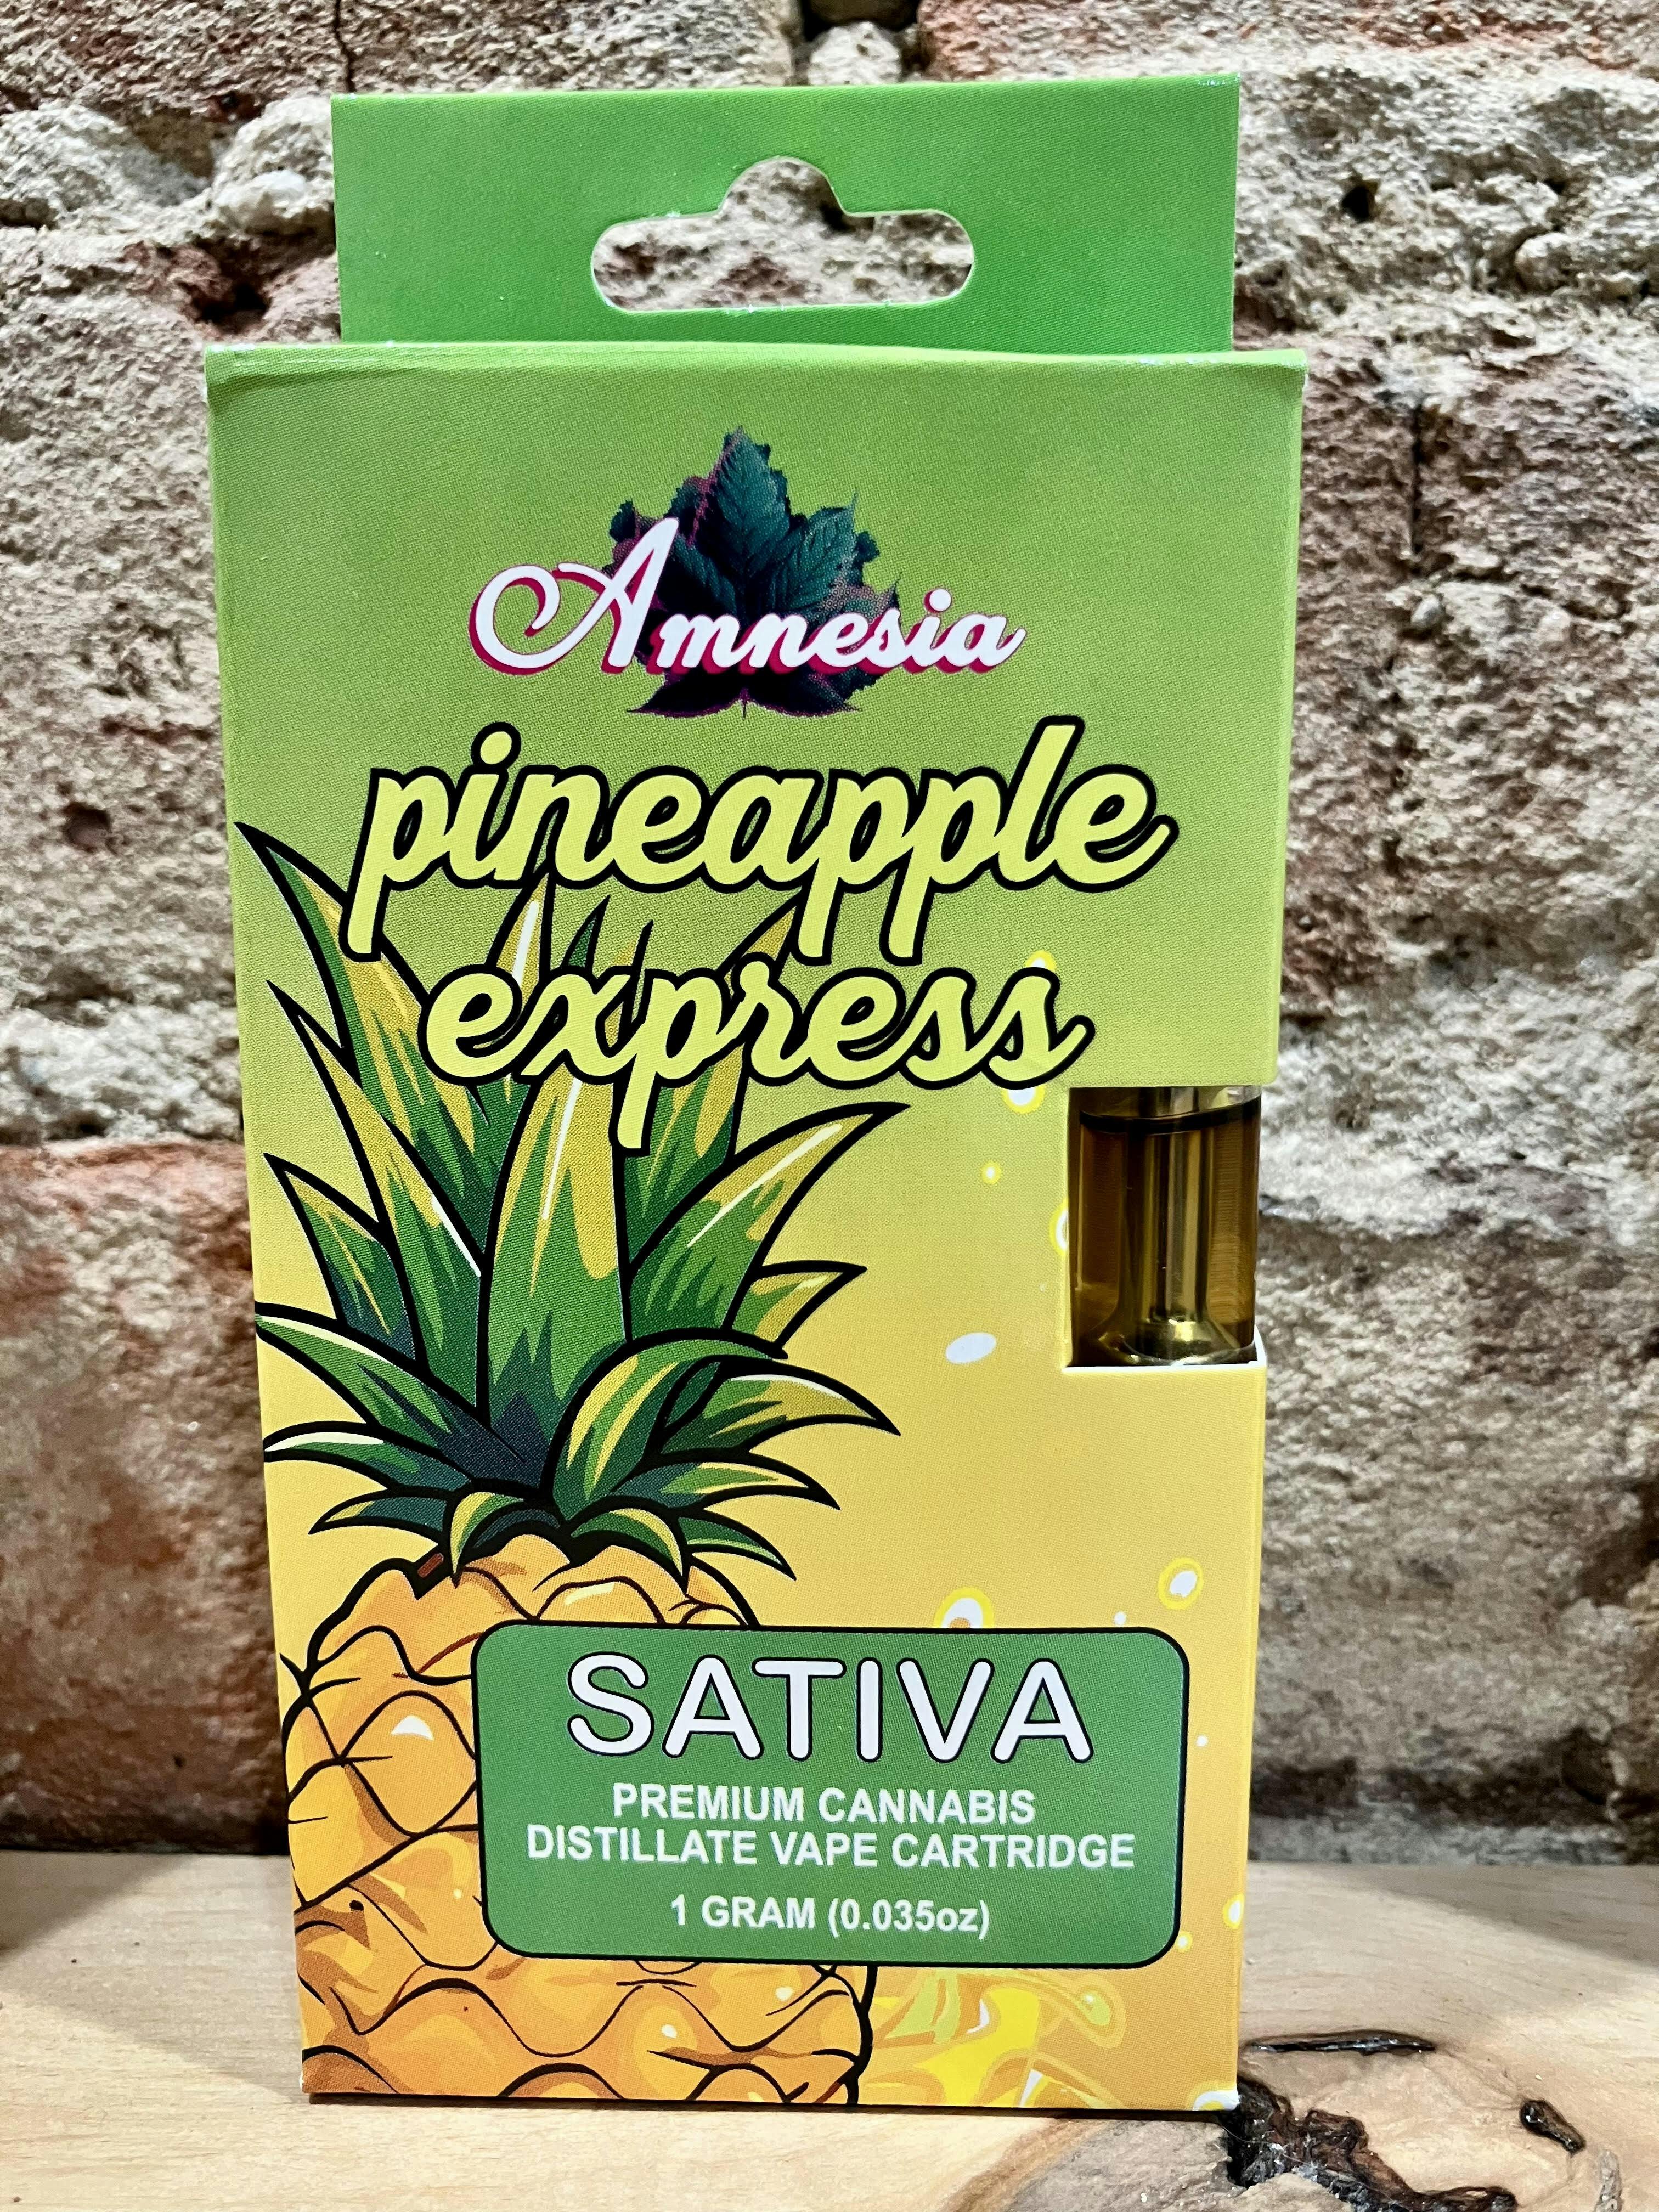 Amnesia
pineapple
express
SATIVA
PREMIUM CANNABIS
DISTILLATE VAPE CARTRIDGE
1 GRAM (0.035oz)